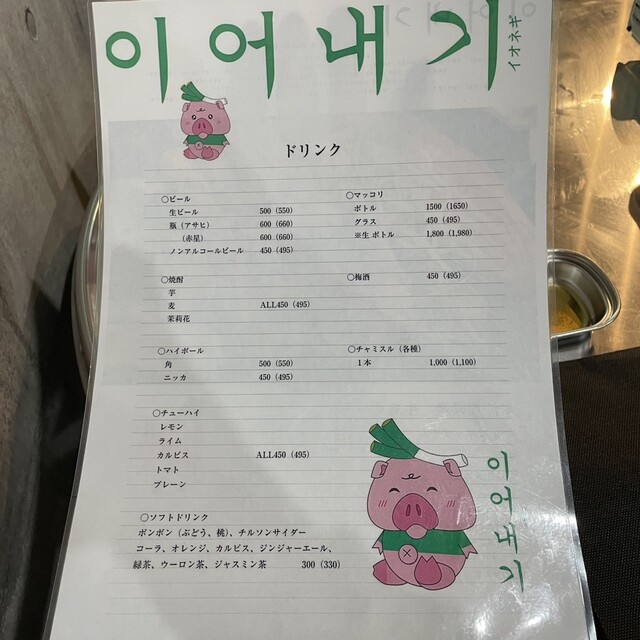 이어내기
イオネギ
ドリンク
○ビール
生ビール 500 (550)
瓶 (アサヒ) 600 (660)
(赤星) 600 (660)
ノンアルコールビール 450 (495)
○マッコリ
ボトル 1500 (1650)
グラス 450 (495)
※生 ボトル 1,800 (1,980)
○焼酎
芋
麦 ALL450 (495)
茉莉花
○梅酒 450 (495)
○ハイボール
角 500 (550)
ニッカ 450 (495)
○チャミスル (各種)
1本 1,000 (1,100)
○チューハイ
レモン
ライム
カルピス ALL450 (495)
トマト
プレーン
○ソフトドリンク
ポンポン (ぶどう、桃)、チルソンサイダー
コーラ、オレンジ、カルピス、ジンジャーエール、
緑茶、ウーロン茶、ジャスミン茶 300 (330)
이어내기